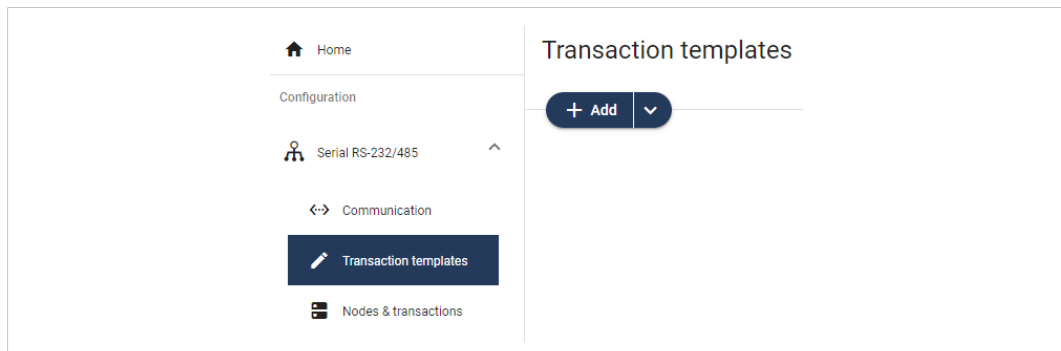 Home
Configuration
Serial RS-232/485
Communication
Transaction templates
Nodes & transactions
Transaction templates
Add